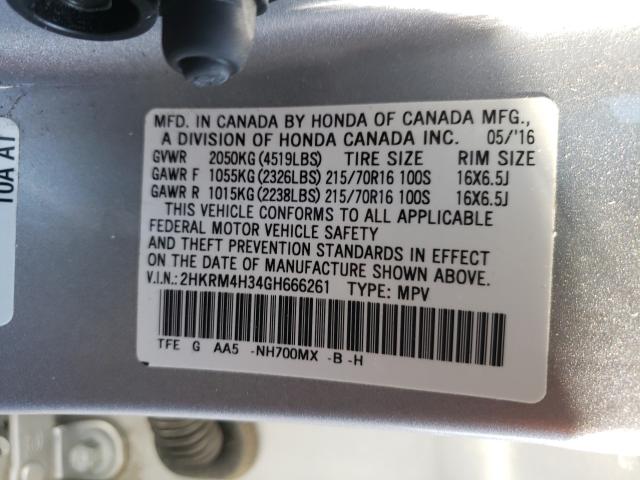 MFD. IN CANADA BY HONDA OF CANADA MFG.,
A DIVISION OF HONDA CANADA INC. 05/'16
GVWR 2050KG(4519LBS) TIRE SIZE RIM SIZE
GAWR F 1055KG(2326LBS) 215/70R16 100S 16X6.5J
GAWR R 1015KG(2238LBS) 215/70R16 100S 16X6.5J
THIS VEHICLE CONFORMS TO ALL APPLICABLE
FEDERAL MOTOR VEHICLE SAFETY
AND THEFT PREVENTION STANDARDS IN EFFECT
ON THE DATE OF MANUFACTURE SHOWN ABOVE.
V.I.N.:2HKRM4H34GH666261 TYPE: MPV
TFE G AA5 -NH700MX -B -H